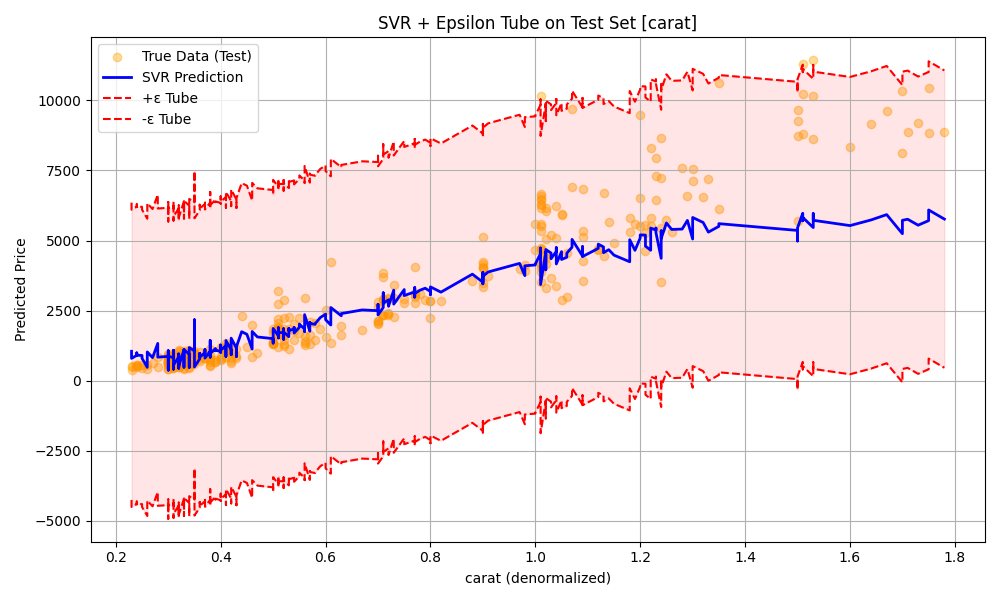 SVR + Epsilon Tube on Test Set [carat]
True Data (Test)
SVR Prediction
+ε Tube
-ε Tube
10000
7500
5000
2500
0
−2500
−5000
Predicted Price
0.2 0.4 0.6 0.8 1.0 1.2 1.4 1.6 1.8
carat (denormalized)